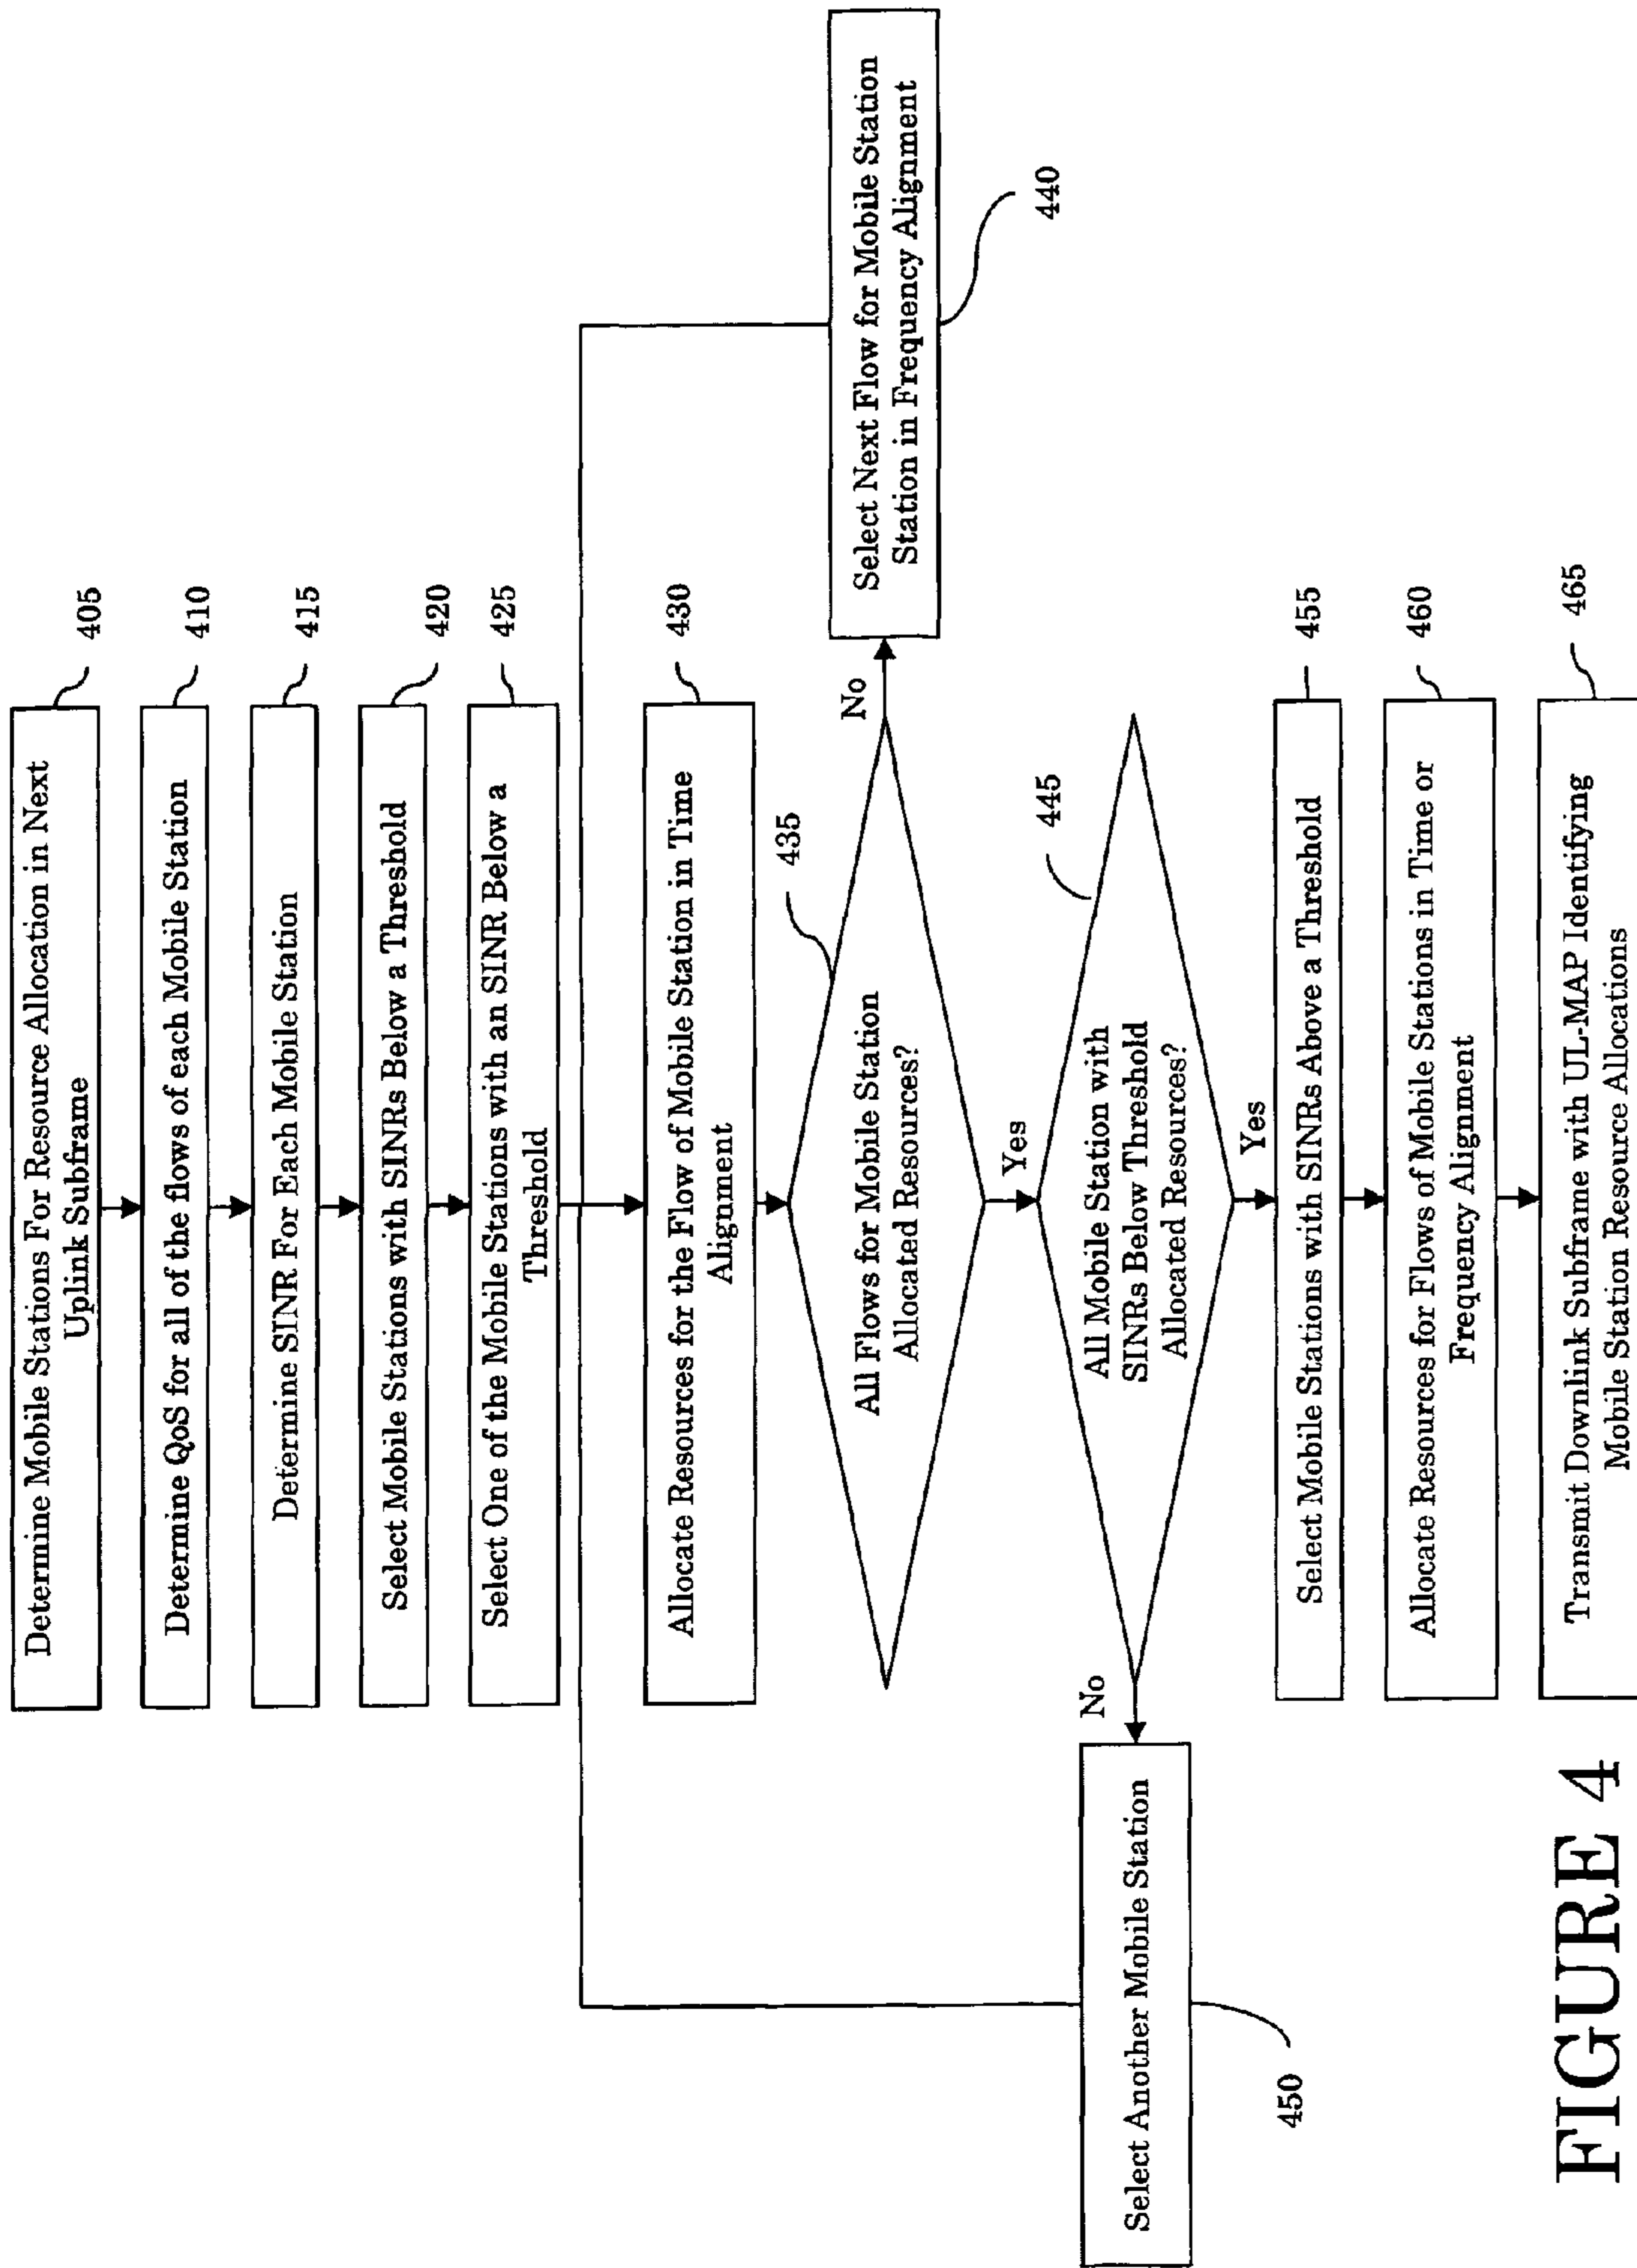 Determine Mobile Stations For Resource Allocation in Next
Uplink Subframe
405
Determine QoS for all of the flows of each Mobile Station
410
Determine SINR For Each Mobile Station
415
Select Mobile Stations with SINRs Below a Threshold
420
Select One of the Mobile Stations with an SINR Below a
Threshold
425
Allocate Resources for the Flow of Mobile Station in Time
Alignment
430
All Flows for Mobile Station
Allocated Resources?
435
No
Select Next Flow for Mobile Station
Station in Frequency Alignment
440
Yes
All Mobile Station with
SINRs Below Threshold
Allocated Resources?
445
No
Select Another Mobile Station
450
Yes
Select Mobile Stations with SINRs Above a Threshold
455
Allocate Resources for Flows of Mobile Stations in Time or
Frequency Alignment
460
Transmit Downlink Subframe with UL-MAP Identifying
Mobile Station Resource Allocations
465
FIGURE 4